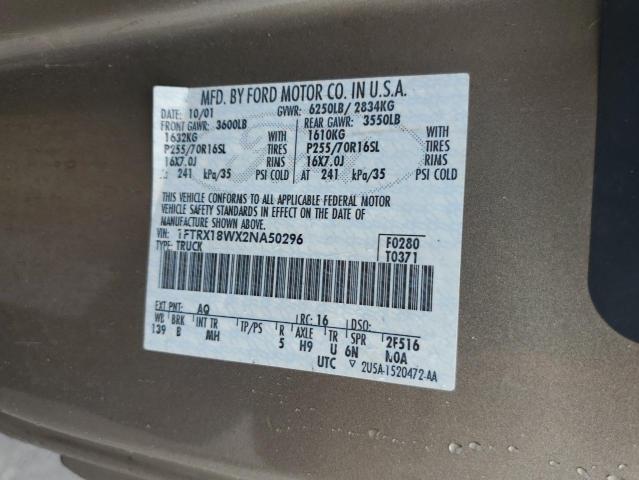 MFD. BY FORD MOTOR CO. IN U.S.A.
DATE: 10/01 GVWR: 6250LB/ 2834KG
FRONT GAWR: 3600LB REAR GAWR: 3550LB
1632KG WITH 1610KG WITH
P255/70R16SL TIRES P255/70R16SL TIRES
16X7.0J RIMS 16X7.0J RIMS
241 kPa/35 PSI COLD AT 241 kPa/35 PSI COLD
THIS VEHICLE CONFORMS TO ALL APPLICABLE FEDERAL MOTOR
VEHICLE SAFETY STANDARDS IN EFFECT ON THE DATE OF
MANUFACTURE SHOWN ABOVE.
VIN: 1FTRX18WX2NA50296 F0280
TYPE: TRUCK T0371
EXT PNT: AQ RC: 16 DSO:
WB BRK INT TR TP/PS R AXLE TR SPR 2F516
139 B MH 5 H9 U 6N M0A
UTC ▽ 2U5A-1520472-AA